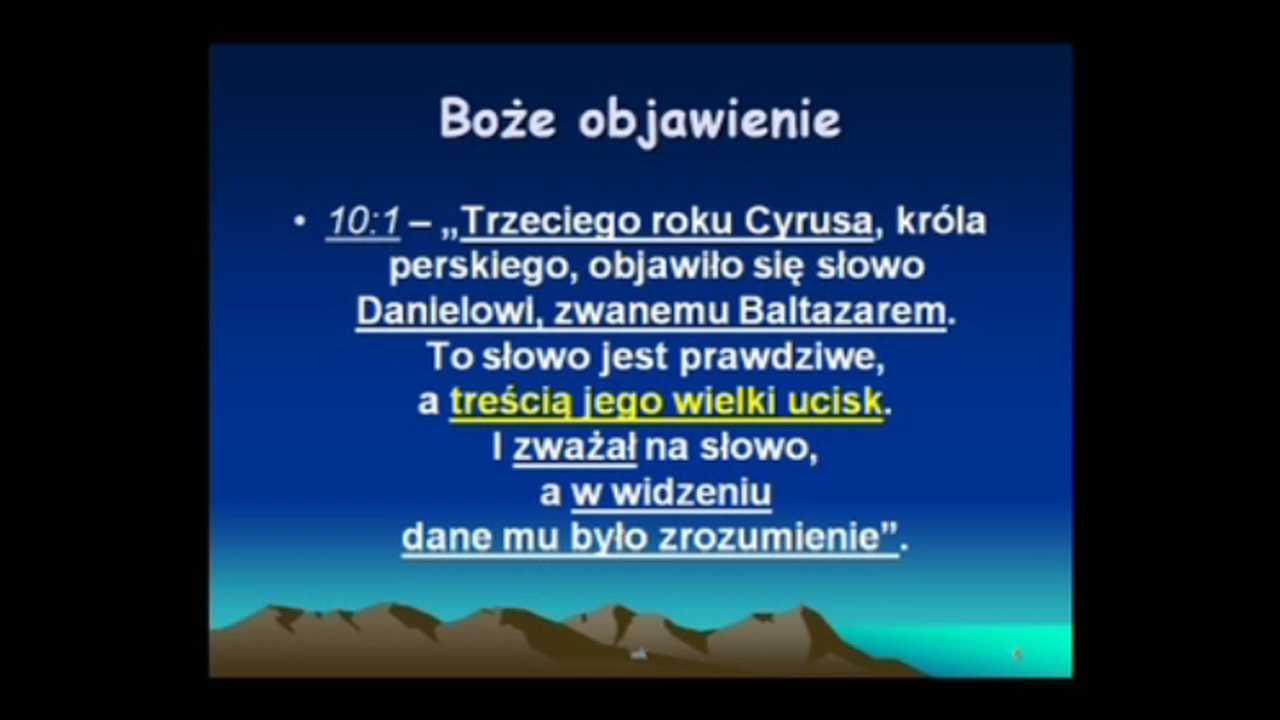 Boże objawienie
• 10:1 – „Trzeciego roku Cyrusa, króla
perskiego, objawiło się słowo
Danielowi, zwanemu Baltazarem.
To słowo jest prawdziwe,
a treścią jego wielki ucisk.
I zważał na słowo,
a w widzeniu
dane mu było zrozumienie”.